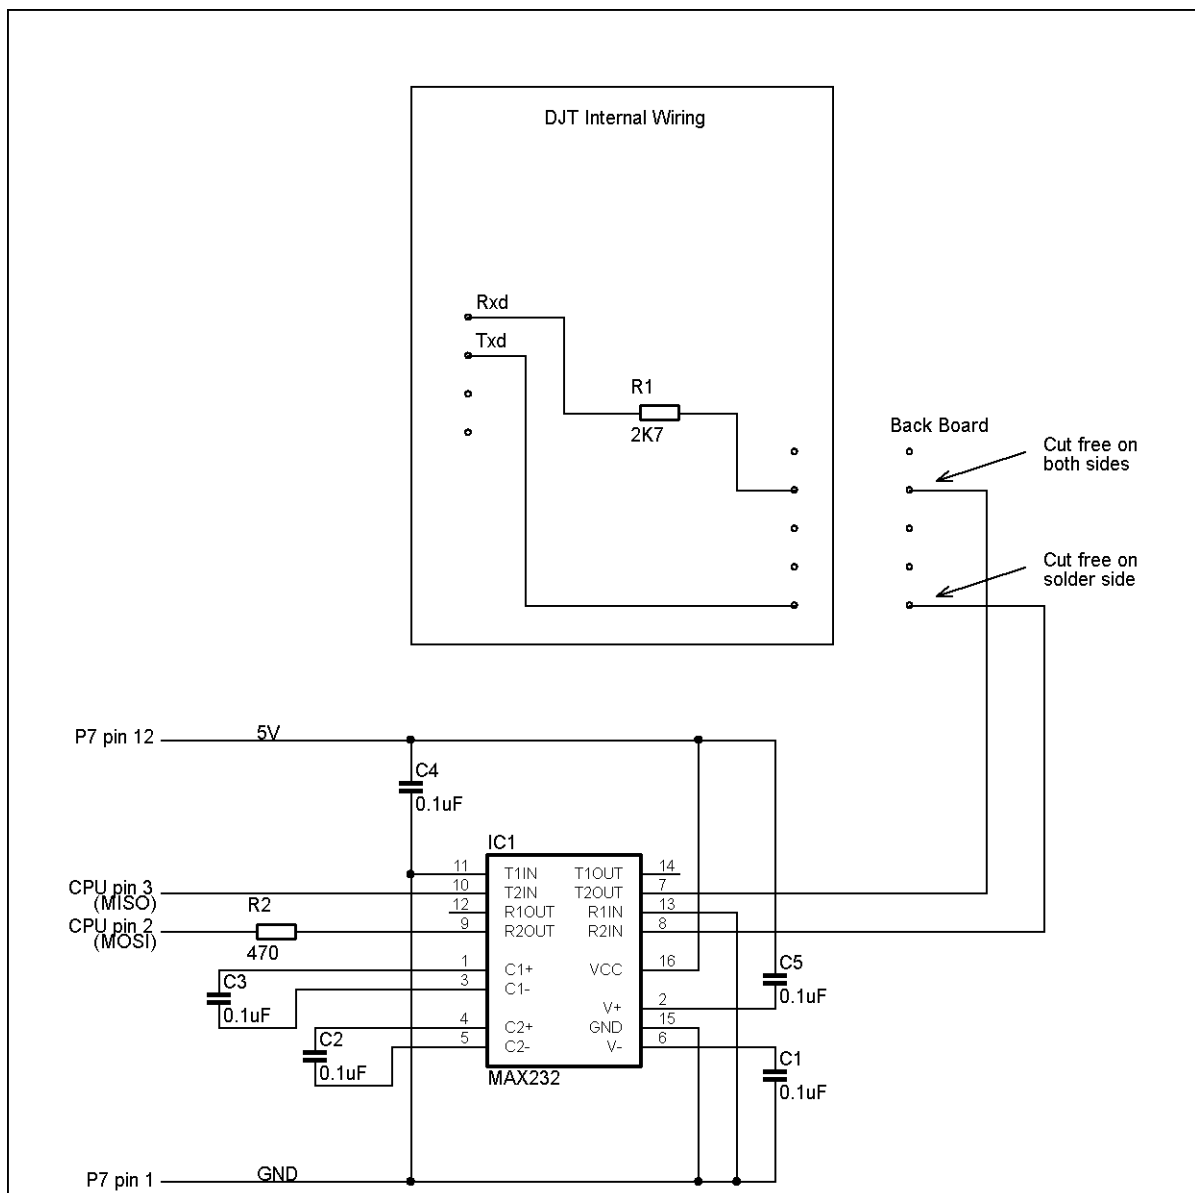 DJT Internal Wiring
Rxd
Txd
R1
2K7
Back Board
Cut free on
both sides
Cut free on
solder side
P7 pin 12
5V
C4
0.1uF
IC1
11
T1IN
T1OUT
14
CPU pin 3
(MISO)
10
T2IN
T2OUT
7
R2
12
R1OUT
R1IN
13
CPU pin 2
(MOSI)
470
9
R2OUT
R2IN
8
1
C1+
VCC
16
C3
0.1uF
3
C1-
C5
0.1uF
V+
2
4
C2+
GND
15
C2
0.1uF
5
C2-
V-
6
C1
0.1uF
MAX232
P7 pin 1
GND